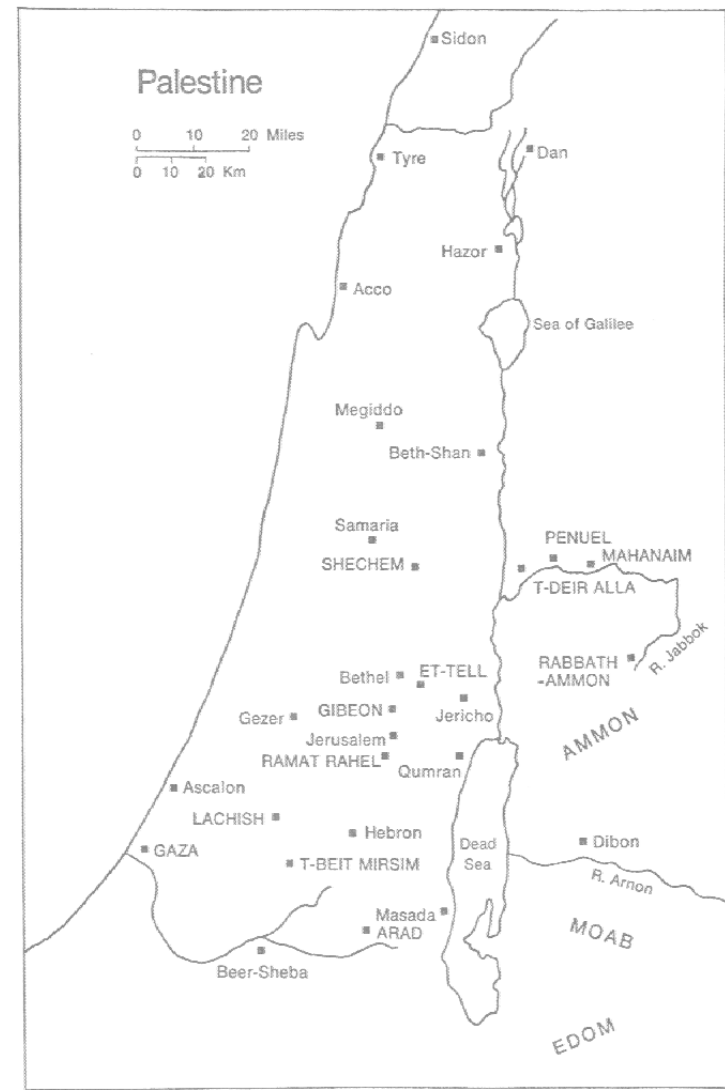 Sidon
Palestine
0 10 20 Miles
0 10 20 Km
Tyre
Dan
Hazor
Acco
Sea of Galilee
Megiddo
Beth-Shan
Samaria
SHECHEM
PENUEL
MAHANAIM
T-DEIR ALLA
R. Jabbok
RABBATH
-AMMON
AMMON
Bethel
ET-TELL
GIBEON
Jericho
Gezer
Jerusalem
RAMAT RAHEL
Qumran
Ascalon
LACHISH
Hebron
Dead
Sea
Dibon
GAZA
T-BEIT MIRSIM
R. Arnon
Masada
ARAD
MOAB
Beer-Sheba
EDOM